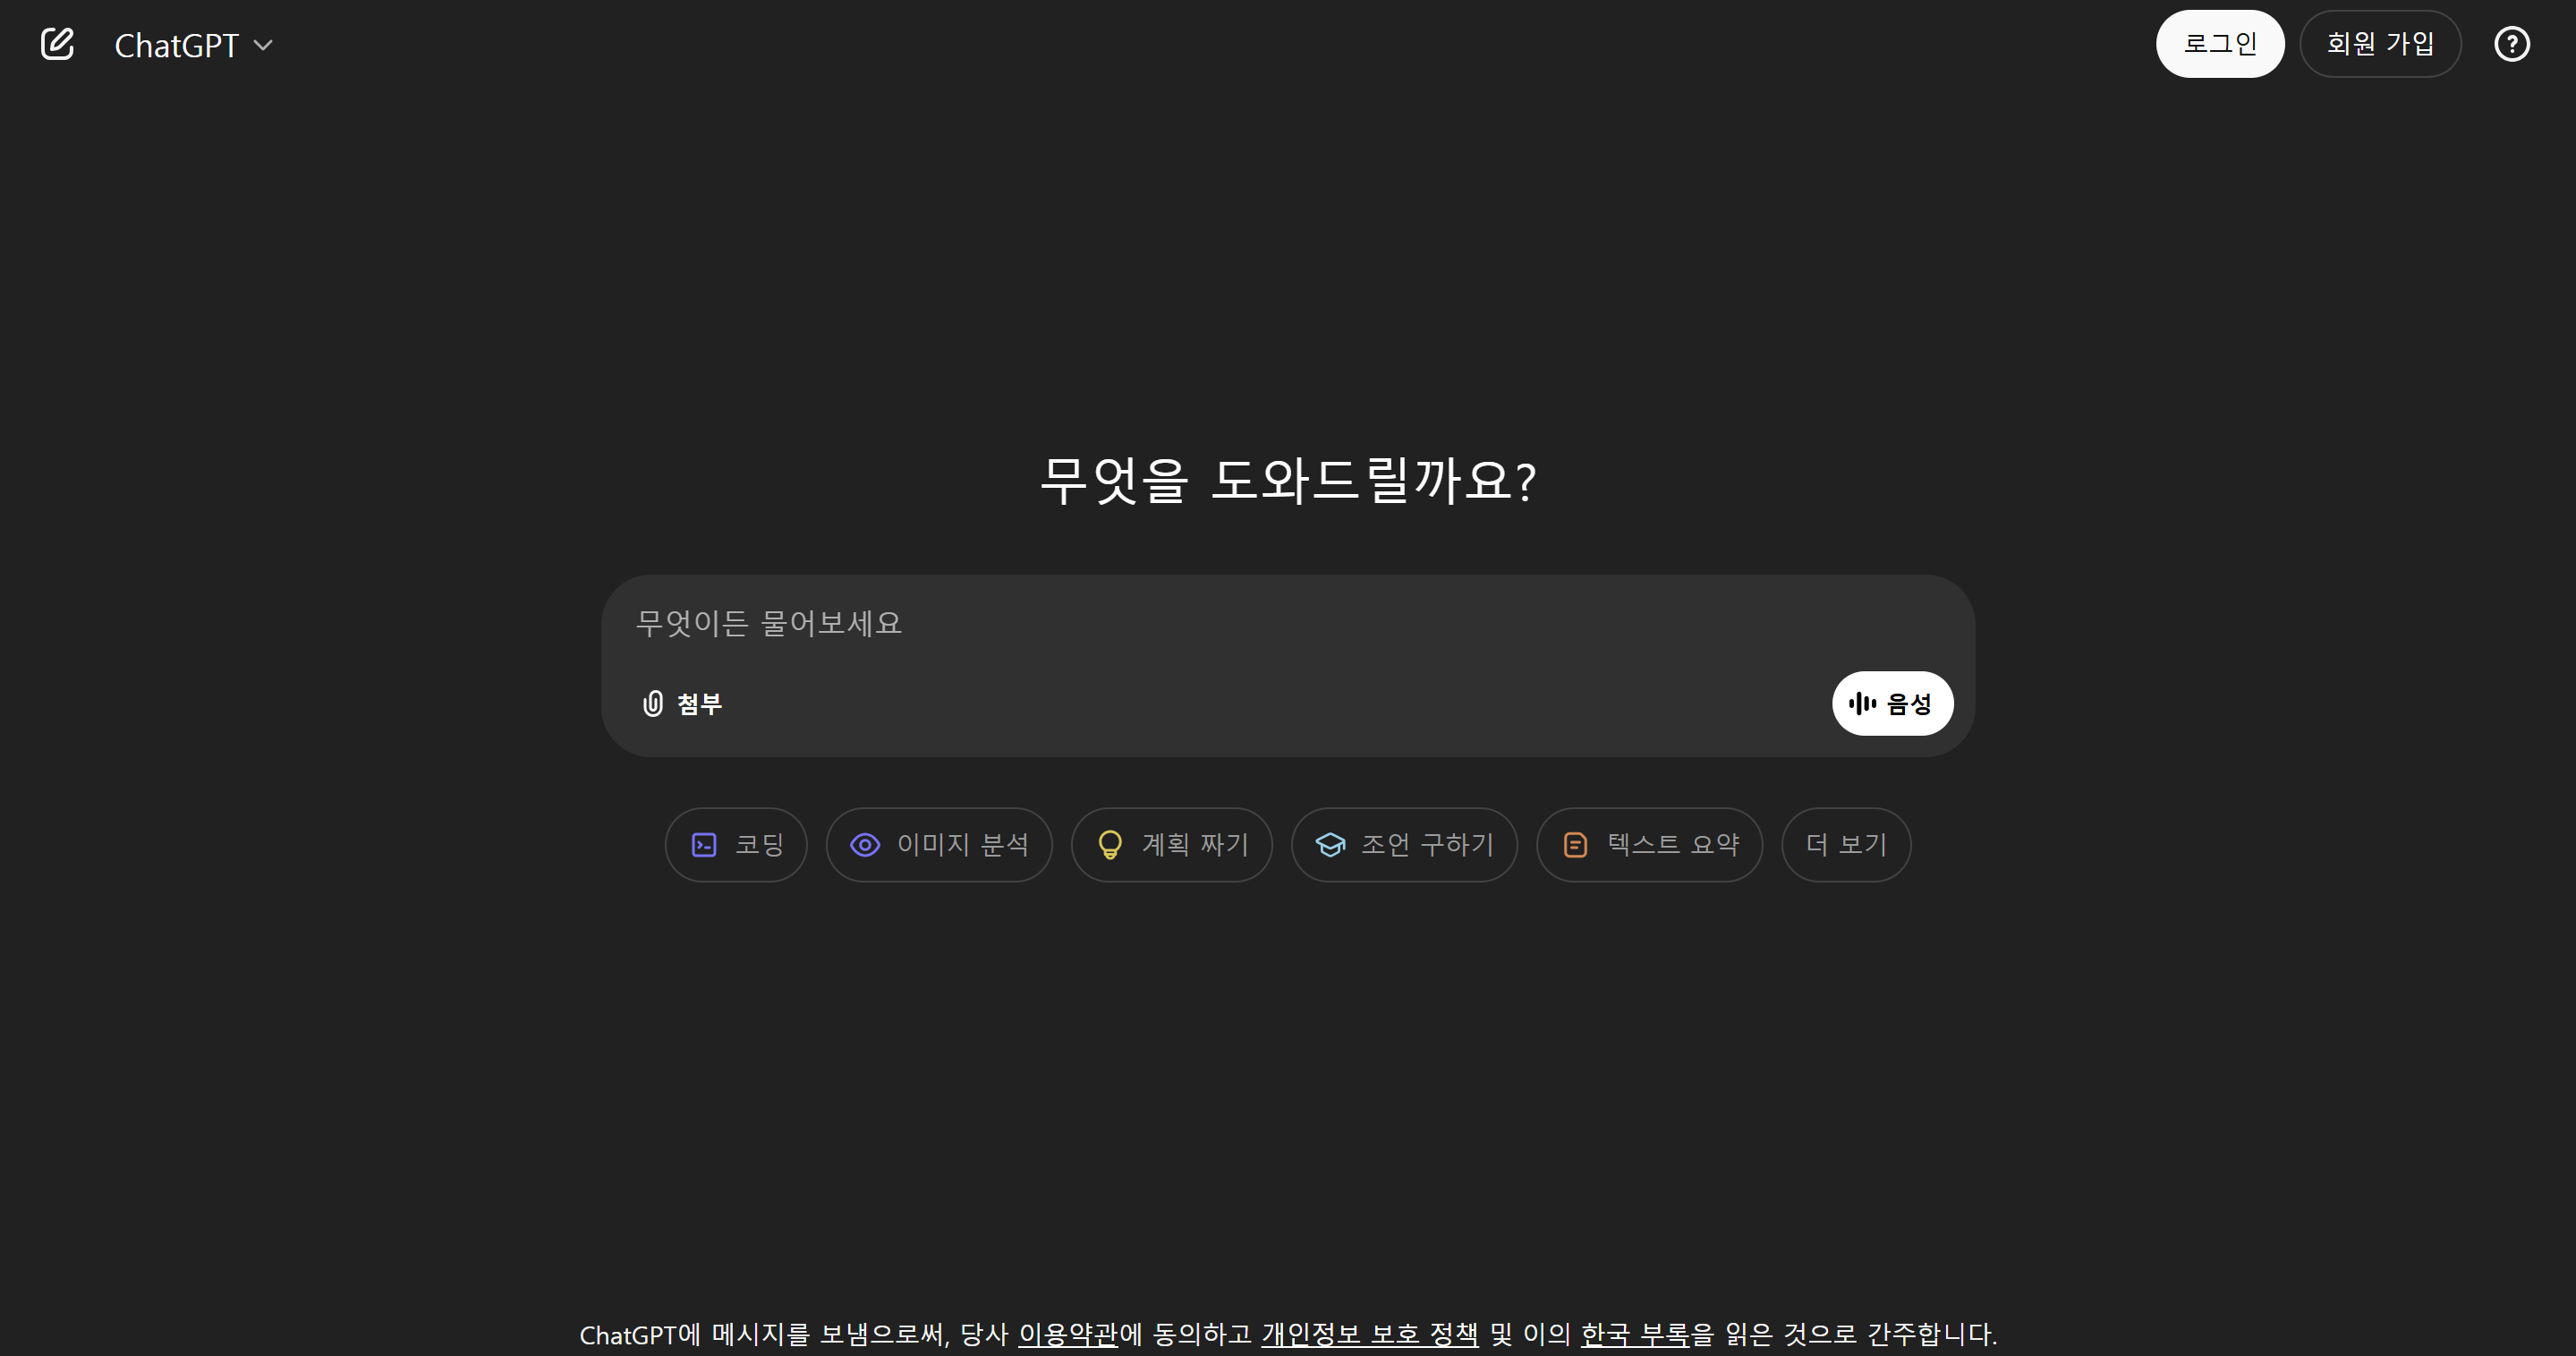 ChatGPT
로그인
회원 가입
무엇을 도와드릴까요?
무엇이든 물어보세요
첨부
음성
코딩
이미지 분석
계획 짜기
조언 구하기
텍스트 요약
더 보기
ChatGPT에 메시지를 보냄으로써, 당사 이용약관에 동의하고 개인정보 보호 정책 및 이의 한국 부록을 읽은 것으로 간주합니다.